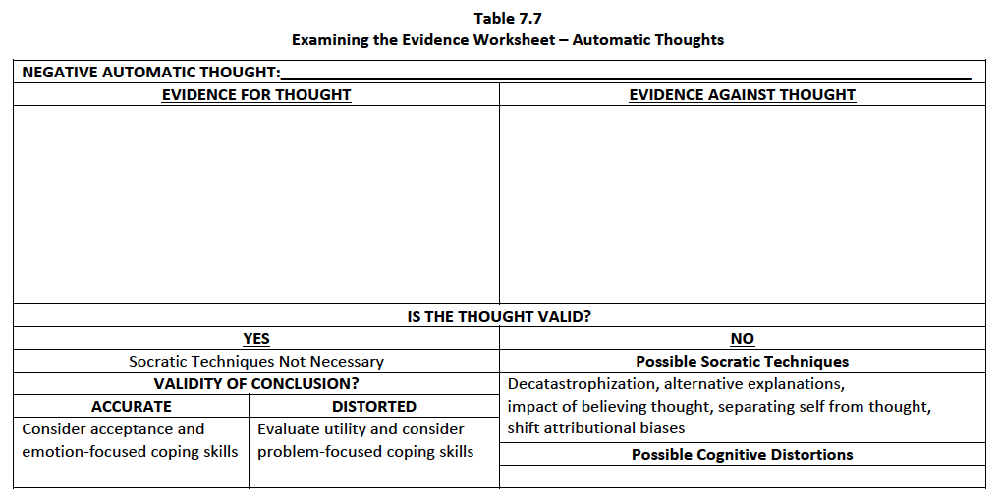 Table 7.7
Examining the Evidence Worksheet – Automatic Thoughts
NEGATIVE AUTOMATIC THOUGHT:
EVIDENCE FOR THOUGHT
EVIDENCE AGAINST THOUGHT
IS THE THOUGHT VALID?
YES
NO
Socratic Techniques Not Necessary
Possible Socratic Techniques
VALIDITY OF CONCLUSION?
ACCURATE
DISTORTED
Consider acceptance and
emotion-focused coping skills
Evaluate utility and consider
problem-focused coping skills
Decatastrophization, alternative explanations,
impact of believing thought, separating self from thought,
shift attributional biases
Possible Cognitive Distortions